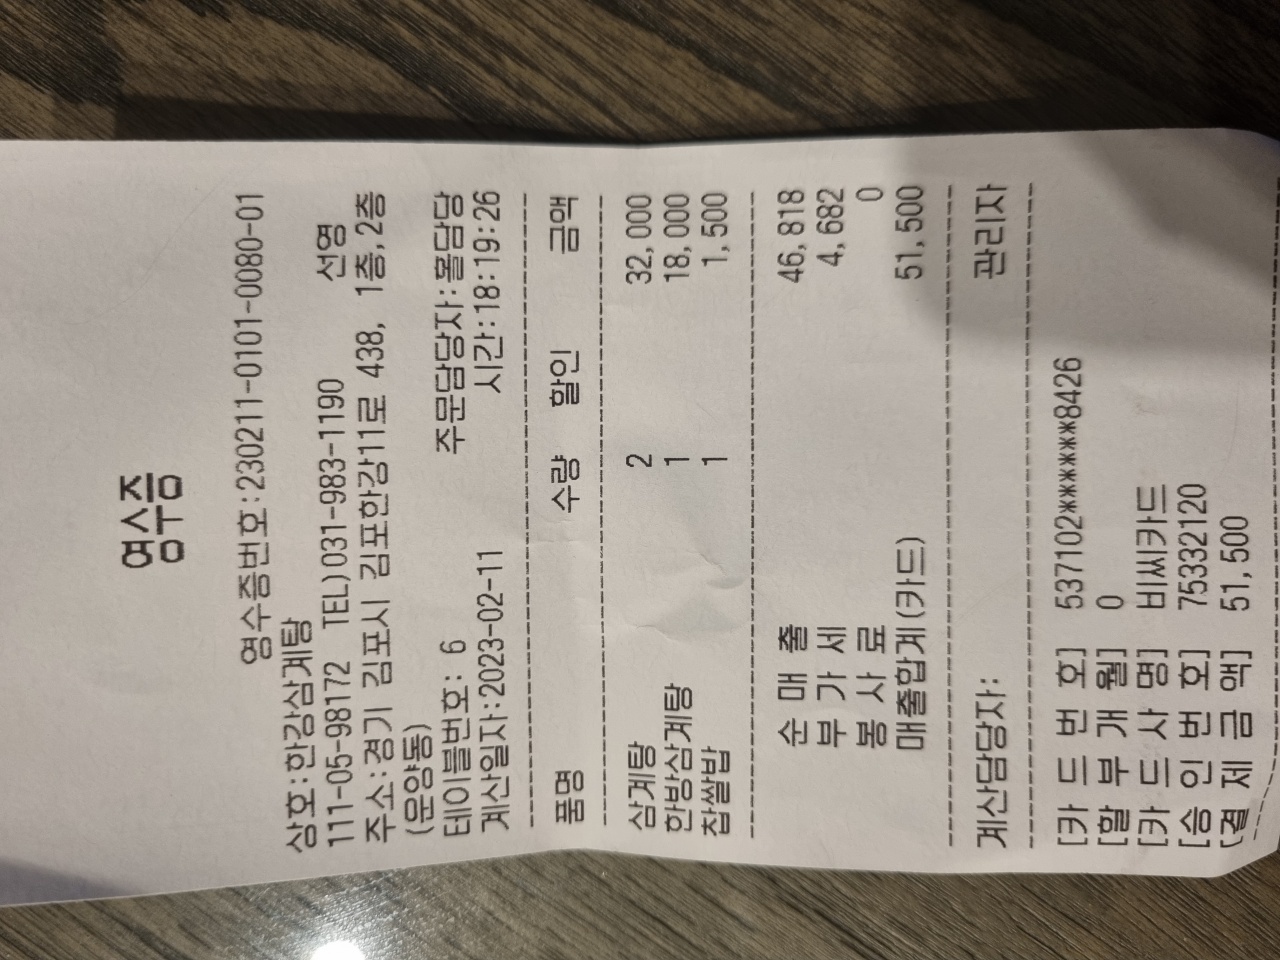 영수증
영수증번호:230211-0101-0080-01
상호:한강삼계탕
111-05-98172 TEL)031-983-1190 선영
주소:경기 김포시 김포한강11로 438, 1층,2층
(운양동)
테이블번호: 6 주문담당자:홀담당
계산일자:2023-02-11 시간:18:19:26
품명 수량 할인 금액
삼계탕 2 32,000
한방삼계탕 1 18,000
찹쌀밥 1 1,500
순 매 출 46,818
부 가 세 4,682
봉 사 료 0
매출합계(카드) 51,500
계산담당자: 관리자
[카 드 번 호] 537102******8426
[할 부 개 월] 0
[카 드 사 명] 비씨카드
[승 인 번 호] 75332120
(결 제 금 액] 51,500